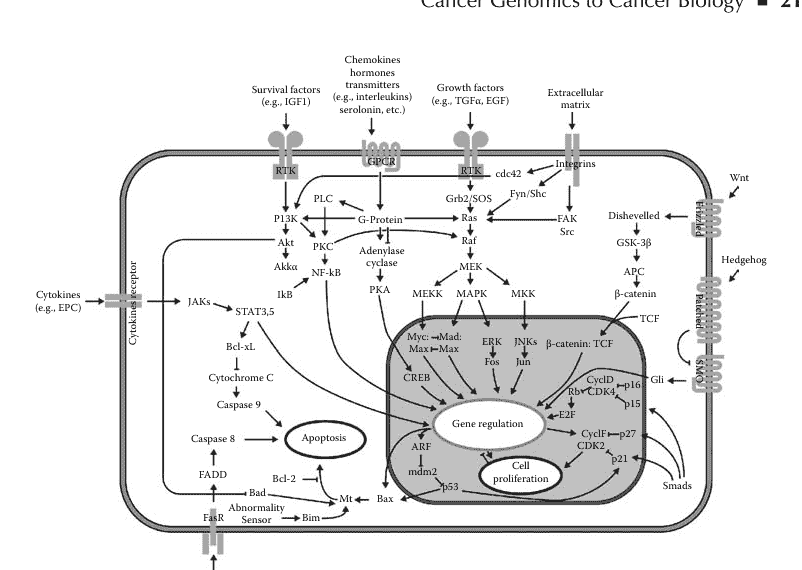 Cancer Genomics to Cancer Biology ■ 21
Chemokines
hormones
transmitters
(e.g., interleukins)
serolonin, etc.)
Survival factors
(e.g., IGF1)
Growth factors
(e.g., TGFα, EGF)
Extracellular
matrix
RTK
GPCR
RTK
Integrins
cdc42
Wnt
PLC
Grb2/SOS
Fyn/Shc
Frizzled
P13K
G-Protein
Ras
FAK
Src
Dishevelled
Akt
PKC
Adenylase
cyclase
Raf
GSK-3β
Akkα
NF-kB
MEK
APC
Hedgehog
IkB
PKA
MEKK
MAPK
MKK
β-catenin
Patched
Cytokines
(e.g., EPC)
Cytokines receptor
JAKs
STAT3,5
TCF
Myc:
Mad:
Max
Max
ERK
JNKs
β-catenin: TCF
Bcl-xL
Fos
Jun
SMO
Cytochrome C
CREB
CyclD
p16
Gli
Rb
CDK4
p15
Caspase 9
E2F
Gene regulation
Caspase 8
Apoptosis
ARF
CyclF
p27
CDK2
p21
FADD
mdm2
Cell
proliferation
Bcl-2
p53
Smads
Bad
Mt
Bax
Abnormality
Sensor
Bim
FasR